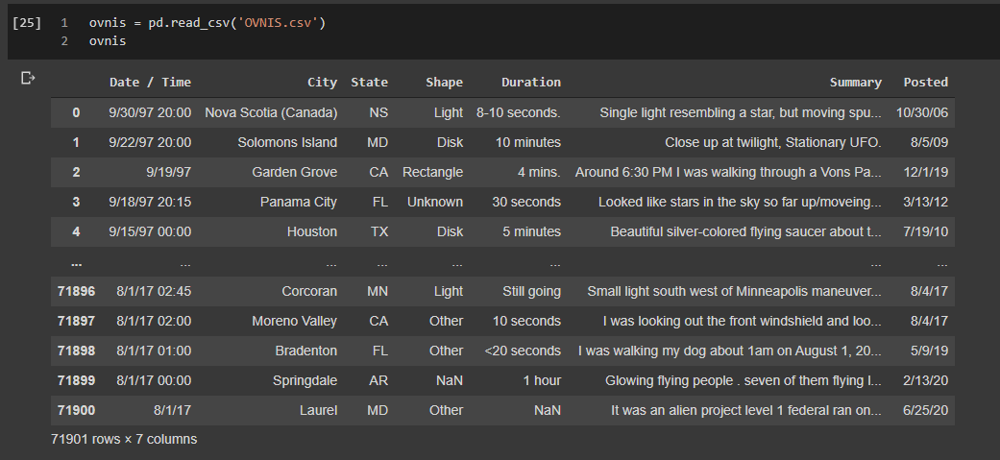 [25] 1 ovnis = pd.read_csv('OVNIS.csv')
2 ovnis
Date / Time City State Shape Duration Summary Posted
0 9/30/97 20:00 Nova Scotia (Canada) NS Light 8-10 seconds. Single light resembling a star, but moving spu... 10/30/06
1 9/22/97 20:00 Solomons Island MD Disk 10 minutes Close up at twilight, Stationary UFO. 8/5/09
2 9/19/97 Garden Grove CA Rectangle 4 mins. Around 6:30 PM I was walking through a Vons Pa... 12/1/19
3 9/18/97 20:15 Panama City FL Unknown 30 seconds Looked like stars in the sky so far up/moveing... 3/13/12
4 9/15/97 00:00 Houston TX Disk 5 minutes Beautiful silver-colored flying saucer about t... 7/19/10
... ... ... ... ... ... ... ...
71896 8/1/17 02:45 Corcoran MN Light Still going Small light south west of Minneapolis maneuver... 8/4/17
71897 8/1/17 02:00 Moreno Valley CA Other 10 seconds I was looking out the front windshield and loo... 8/4/17
71898 8/1/17 01:00 Bradenton FL Other <20 seconds I was walking my dog about 1am on August 1, 20... 5/9/19
71899 8/1/17 00:00 Springdale AR NaN 1 hour Glowing flying people . seven of them flying l... 2/13/20
71900 8/1/17 Laurel MD Other NaN It was an alien project level 1 federal ran on... 6/25/20
71901 rows × 7 columns